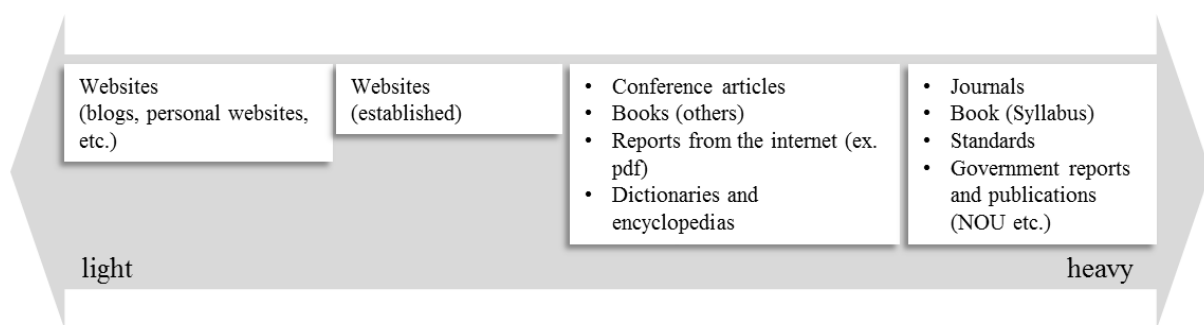 Websites
(blogs, personal websites,
etc.)
Websites
(established)
• Conference articles
• Books (others)
• Reports from the internet (ex.
pdf)
• Dictionaries and
encyclopedias
• Journals
• Book (Syllabus)
• Standards
• Government reports
and publications
(NOU etc.)
light
heavy